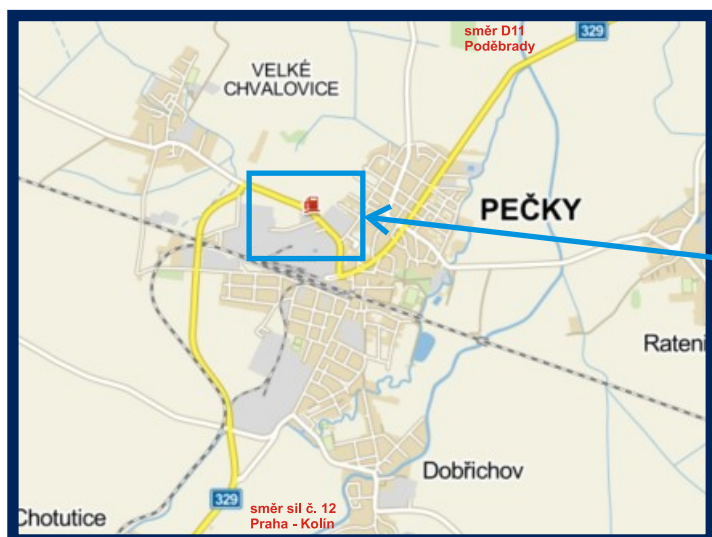 směr D11
Poděbrady
329
VELKÉ
CHVALOVICE
PEČKY
Rateni
Dobřichov
329
směr sil č. 12
Praha - Kolín
Chotutice